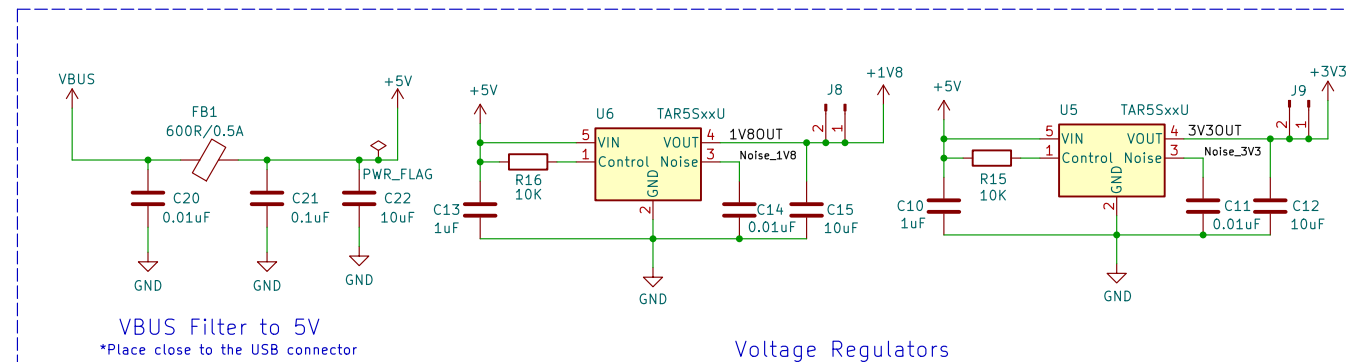 VBUS
FB1
600R/0.5A
+5V
PWR_FLAG
C20
0.01uF
C21
0.1uF
C22
10uF
GND
GND
GND
VBUS Filter to 5V
*Place close to the USB connector
+5V
R16
10K
C13
1uF
U6
TAR5SxxU
5
VIN
VOUT
4
1
Control
Noise
3
GND
2
1V8OUT
Noise_1V8
J8
2
1
+1V8
C14
0.01uF
C15
10uF
GND
+5V
R15
10K
C10
1uF
U5
TAR5SxxU
5
VIN
VOUT
4
1
Control
Noise
3
GND
2
3V3OUT
Noise_3V3
J9
2
1
+3V3
C11
0.01uF
C12
10uF
GND
Voltage Regulators